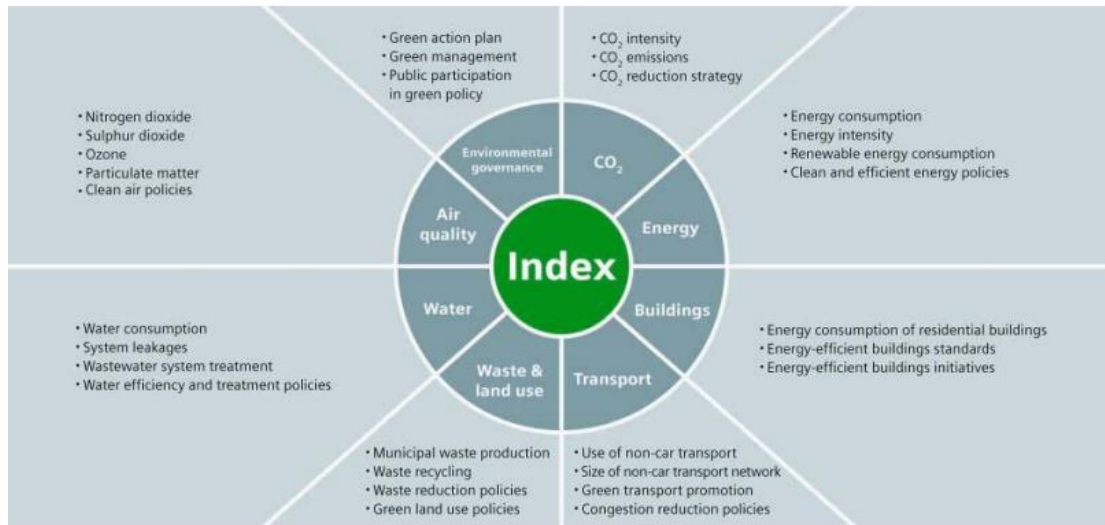 • Green action plan
• Green management
• Public participation
in green policy
• CO₂ intensity
• CO₂ emissions
• CO₂ reduction strategy
• Nitrogen dioxide
• Sulphur dioxide
• Ozone
• Particulate matter
• Clean air policies
• Energy consumption
• Energy intensity
• Renewable energy consumption
• Clean and efficient energy policies
Environmental
governance
CO₂
Air
quality
Energy
Index
Water
Buildings
Waste &
land use
Transport
• Water consumption
• System leakages
• Wastewater system treatment
• Water efficiency and treatment policies
• Energy consumption of residential buildings
• Energy-efficient buildings standards
• Energy-efficient buildings initiatives
• Municipal waste production
• Waste recycling
• Waste reduction policies
• Green land use policies
• Use of non-car transport
• Size of non-car transport network
• Green transport promotion
• Congestion reduction policies